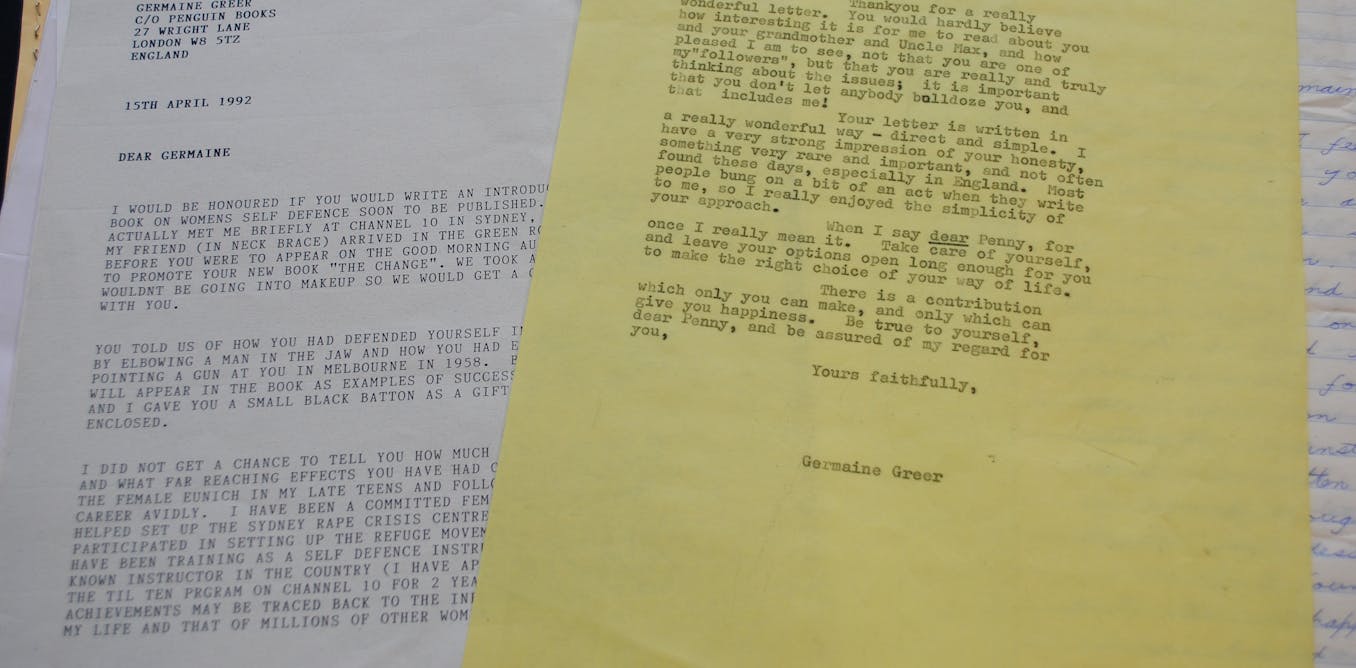 GERMAINE GREER
C/O PENGUIN BOOKS
27 WRIGHT LANE
LONDON W8 5TZ
ENGLAND
15TH APRIL 1992
DEAR GERMAINE
I WOULD BE HONOURED IF YOU WOULD WRITE AN INTRODU
BOOK ON WOMENS SELF DEFENCE SOON TO BE PUBLISHED.
ACTUALLY MET ME BRIEFLY AT CHANNEL 10 IN SYDNEY,
MY FRIEND (IN NECK BRACE) ARRIVED IN THE GREEN RO
BEFORE YOU WERE TO APPEAR ON THE GOOD MORNING AU
TO PROMOTE YOUR NEW BOOK "THE CHANGE". WE TOOK A
WOULDNT BE GOING INTO MAKEUP SO WE WOULD GET A
WITH YOU.
YOU TOLD US OF HOW YOU HAD DEFENDED YOURSELF I
BY ELBOWING A MAN IN THE JAW AND HOW YOU HAD E
POINTING A GUN AT YOU IN MELBOURNE IN 1958.
WILL APPEAR IN THE BOOK AS EXAMPLES OF SUCCESS
AND I GAVE YOU A SMALL BLACK BATTON AS A GIFT
ENCLOSED.
I DID NOT GET A CHANCE TO TELL YOU HOW MUCH
AND WHAT FAR REACHING EFFECTS YOU HAVE HAD
THE FEMALE EUNICH IN MY LATE TEENS AND FOLLO
CAREER AVIDLY. I HAVE BEEN A COMMITTED FEM
HELPED SET UP THE SYDNEY RAPE CRISIS CENTRE
PARTICIPATED IN SETTING UP THE REFUGE MOVEM
HAVE BEEN TRAINING AS A SELF DEFENCE INSTR
KNOWN INSTRUCTOR IN THE COUNTRY (I HAVE AP
THE TIL TEN PRGRAM ON CHANNEL 10 FOR 2 YEA
ACHIEVEMENTS MAY BE TRACED BACK TO THE INF
MY LIFE AND THAT OF MILLIONS OF OTHER WOM
Thankyou for a really
wonderful letter. You would hardly believe
how interesting it is for me to read about you
and your grandmother and Uncle Max, and how
pleased I am to see, not that you are one of
my"followers", but that you are really and truly
thinking about the issues; it is important
that you don't let anybody bulldoze you, and
that includes me!
Your letter is written in
a really wonderful way - direct and simple. I
have a very strong impression of your honesty,
something very rare and important, and not often
found these days, especially in England. Most
people bung on a bit of an act when they write
to me, so I really enjoyed the simplicity of
your approach.
When I say dear Penny, for
once I really mean it. Take care of yourself,
and leave your options open long enough for you
to make the right choice of your way of life.
There is a contribution
which only you can make, and only which can
give you happiness. Be true to yourself,
dear Penny, and be assured of my regard for
you,
Yours faithfully,
Germaine Greer